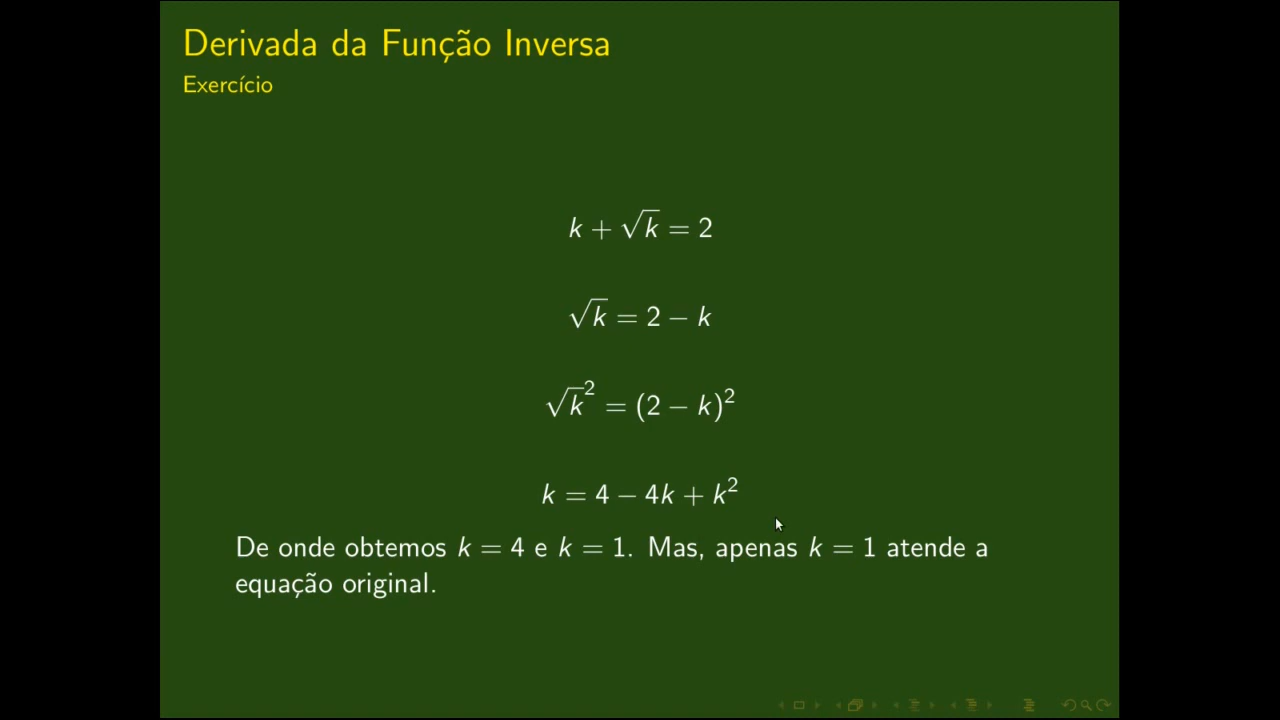 Derivada da Função Inversa
Exercício
k + √k = 2
√k = 2 − k
√k² = (2 − k)²
k = 4 − 4k + k²
De onde obtemos k = 4 e k = 1. Mas, apenas k = 1 atende a
equação original.